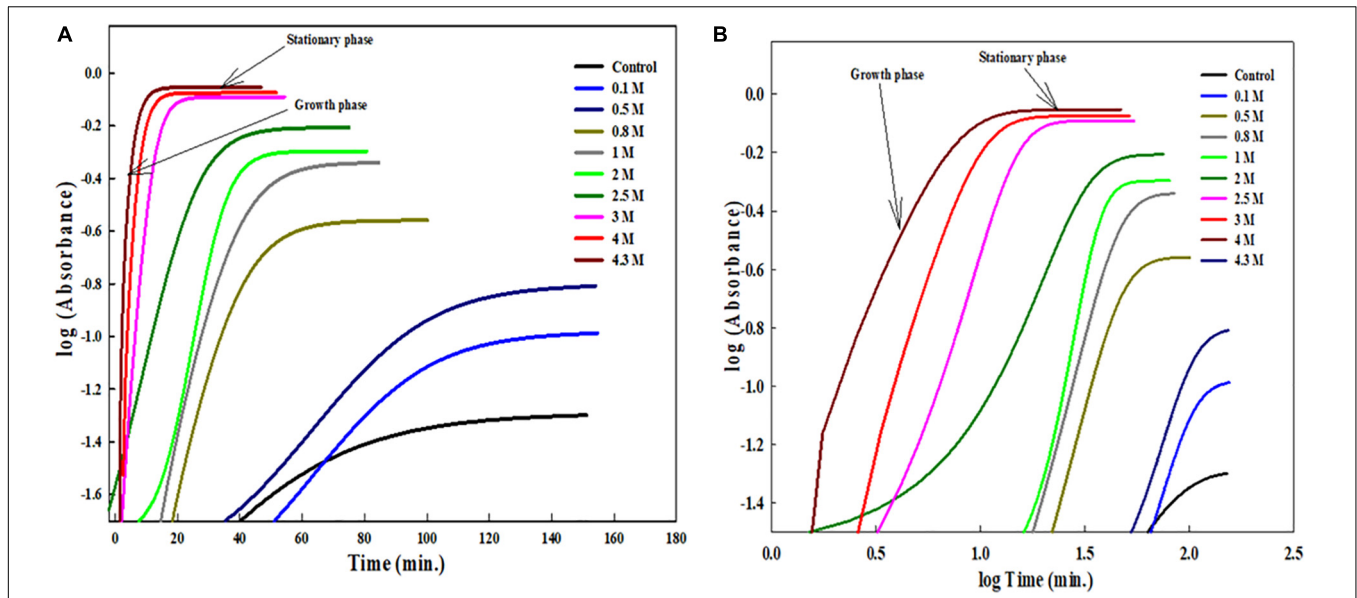 A
Stationary phase
Growth phase
Control
0.1 M
0.5 M
0.8 M
1 M
2 M
2.5 M
3 M
4 M
4.3 M
log (Absorbance)
0.0
-0.2
-0.4
-0.6
-0.8
-1.0
-1.2
-1.4
-1.6
0 20 40 60 80 100 120 140 160 180
Time (min.)
B
Stationary phase
Growth phase
Control
0.1 M
0.5 M
0.8 M
1 M
2 M
2.5 M
3 M
4 M
4.3 M
log (Absorbance)
0.0
-0.2
-0.4
-0.6
-0.8
-1.0
-1.2
-1.4
0.0 0.5 1.0 1.5 2.0 2.5
log Time (min.)